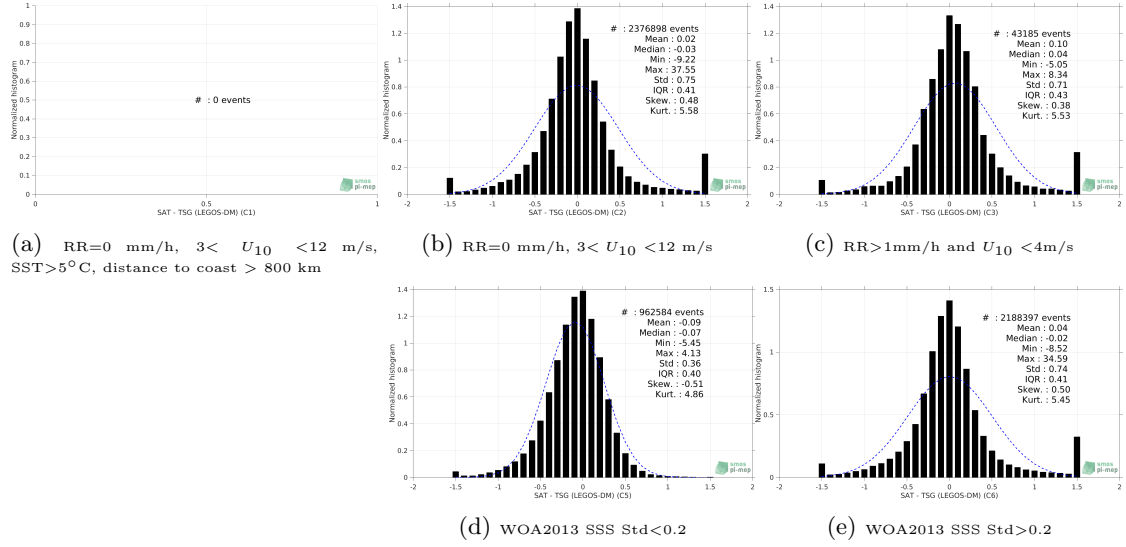 1
0.9
0.8
0.7
0.6
0.5
0.4
0.3
0.2
0.1
0
Normalized histogram
# : 0 events
smos
pi-mep
0
0.5
1
SAT - TSG (LEGOS-DM) (C1)
(a) RR=0 mm/h, 3< U10 <12 m/s,
SST>5°C, distance to coast > 800 km
1.4
1.2
1
0.8
0.6
0.4
0.2
0
Normalized histogram
# : 2376898 events
Mean : 0.02
Median : -0.03
Min : -9.22
Max : 37.55
Std : 0.75
IQR : 0.41
Skew. : 0.48
Kurt. : 5.58
smos
pi-mep
-2
-1.5
-1
-0.5
0
0.5
1
1.5
2
SAT - TSG (LEGOS-DM) (C2)
(b) RR=0 mm/h, 3< U10 <12 m/s
1.4
1.2
1
0.8
0.6
0.4
0.2
0
Normalized histogram
# : 43185 events
Mean : 0.10
Median : 0.04
Min : -5.05
Max : 8.34
Std : 0.71
IQR : 0.43
Skew. : 0.38
Kurt. : 5.53
smos
pi-mep
-2
-1.5
-1
-0.5
0
0.5
1
1.5
2
SAT - TSG (LEGOS-DM) (C3)
(c) RR>1mm/h and U10 <4m/s
1.4
1.2
1
0.8
0.6
0.4
0.2
0
Normalized histogram
# : 962584 events
Mean : -0.09
Median : -0.07
Min : -5.45
Max : 4.13
Std : 0.36
IQR : 0.40
Skew. : -0.51
Kurt. : 4.86
smos
pi-mep
-2
-1.5
-1
-0.5
0
0.5
1
1.5
2
SAT - TSG (LEGOS-DM) (C5)
(d) WOA2013 SSS Std<0.2
1.5
1
0.5
0
Normalized histogram
# : 2188397 events
Mean : 0.04
Median : -0.02
Min : -8.52
Max : 34.59
Std : 0.74
IQR : 0.41
Skew. : 0.50
Kurt. : 5.45
smos
pi-mep
-2
-1.5
-1
-0.5
0
0.5
1
1.5
2
SAT - TSG (LEGOS-DM) (C6)
(e) WOA2013 SSS Std>0.2